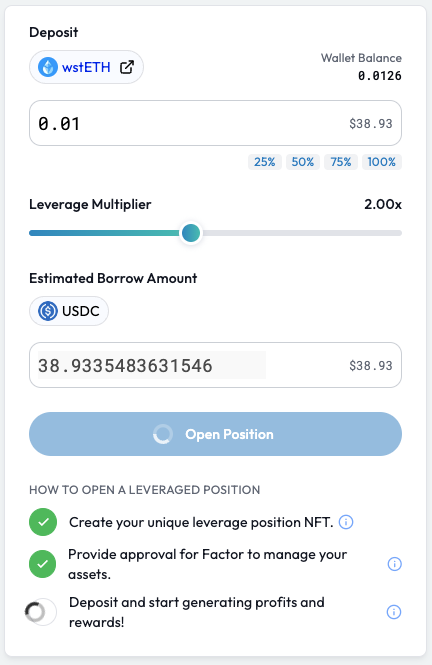 Deposit
wstETH
Wallet Balance
0.0126
0.01
$38.93
25% 50% 75% 100%
Leverage Multiplier
2.00x
Estimated Borrow Amount
USDC
38.9335483631546
$38.93
Open Position
HOW TO OPEN A LEVERAGED POSITION
Create your unique leverage position NFT.
Provide approval for Factor to manage your
assets.
Deposit and start generating profits and
rewards!